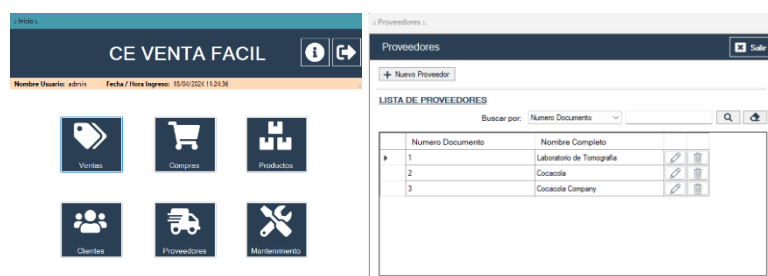 .: Inicio :.
CE VENTA FACIL
Nombre Usuario: admin Fecha / Hora Ingreso: 18/04/2024 11:24:36
Ventas Compras Productos
Clientes Proveedores Mantenimiento
.: Proveedores :.
Proveedores Salir
Nuevo Proveedor
LISTA DE PROVEEDORES
Buscar por: Numero Documento
Numero Documento Nombre Completo
1 Laboratorio de Tomografia
2 Cocacola
3 Cocacola Company